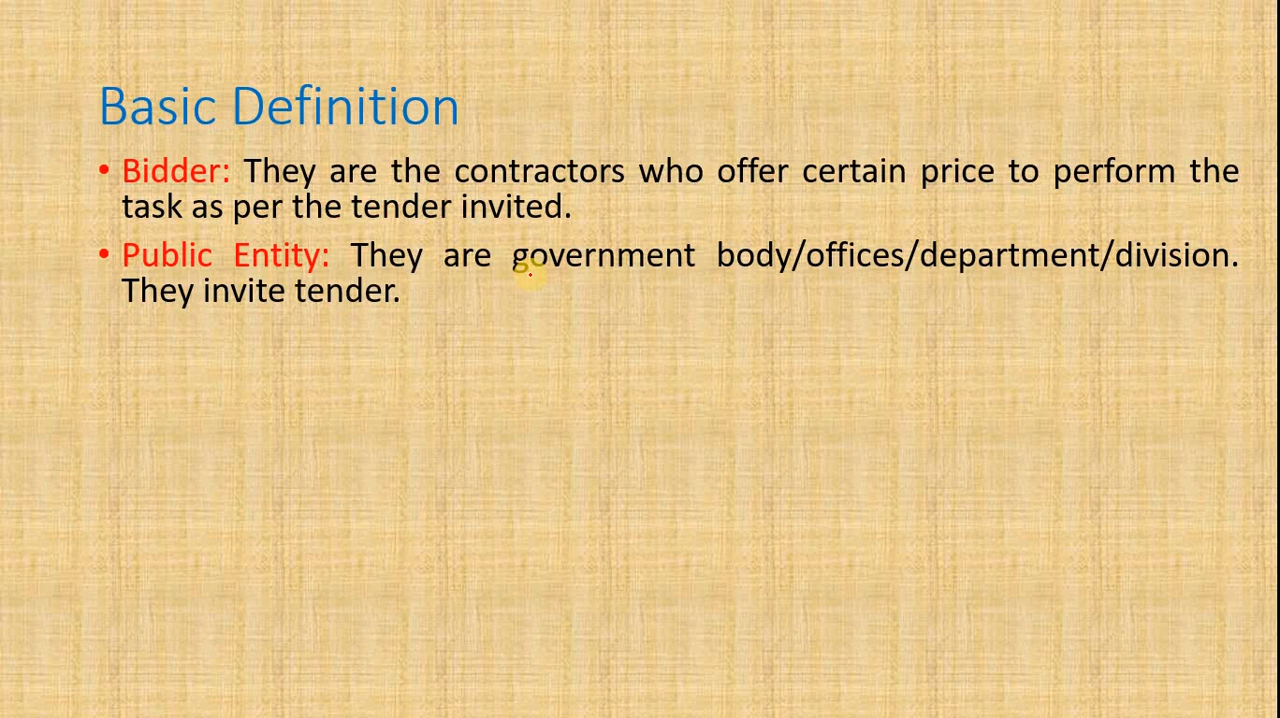 Basic Definition
• Bidder: They are the contractors who offer certain price to perform the
task as per the tender invited.
• Public Entity: They are government body/offices/department/division.
They invite tender.